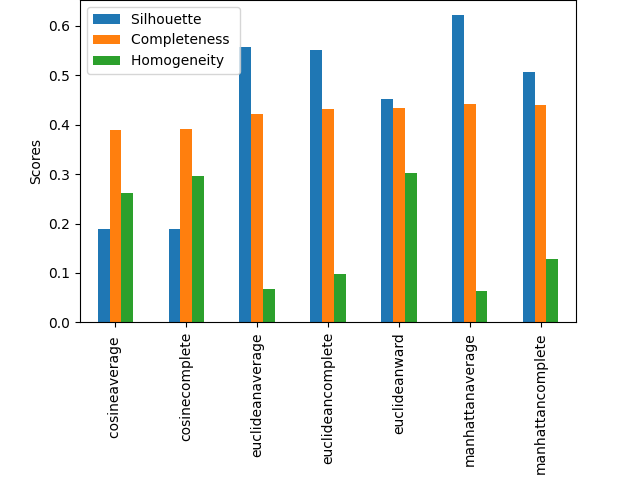 Silhouette
Completeness
Homogeneity
Scores
0.6
0.5
0.4
0.3
0.2
0.1
0.0
cosineaverage
cosinecomplete
euclideanaverage
euclideancomplete
euclideanward
manhattanaverage
manhattancomplete